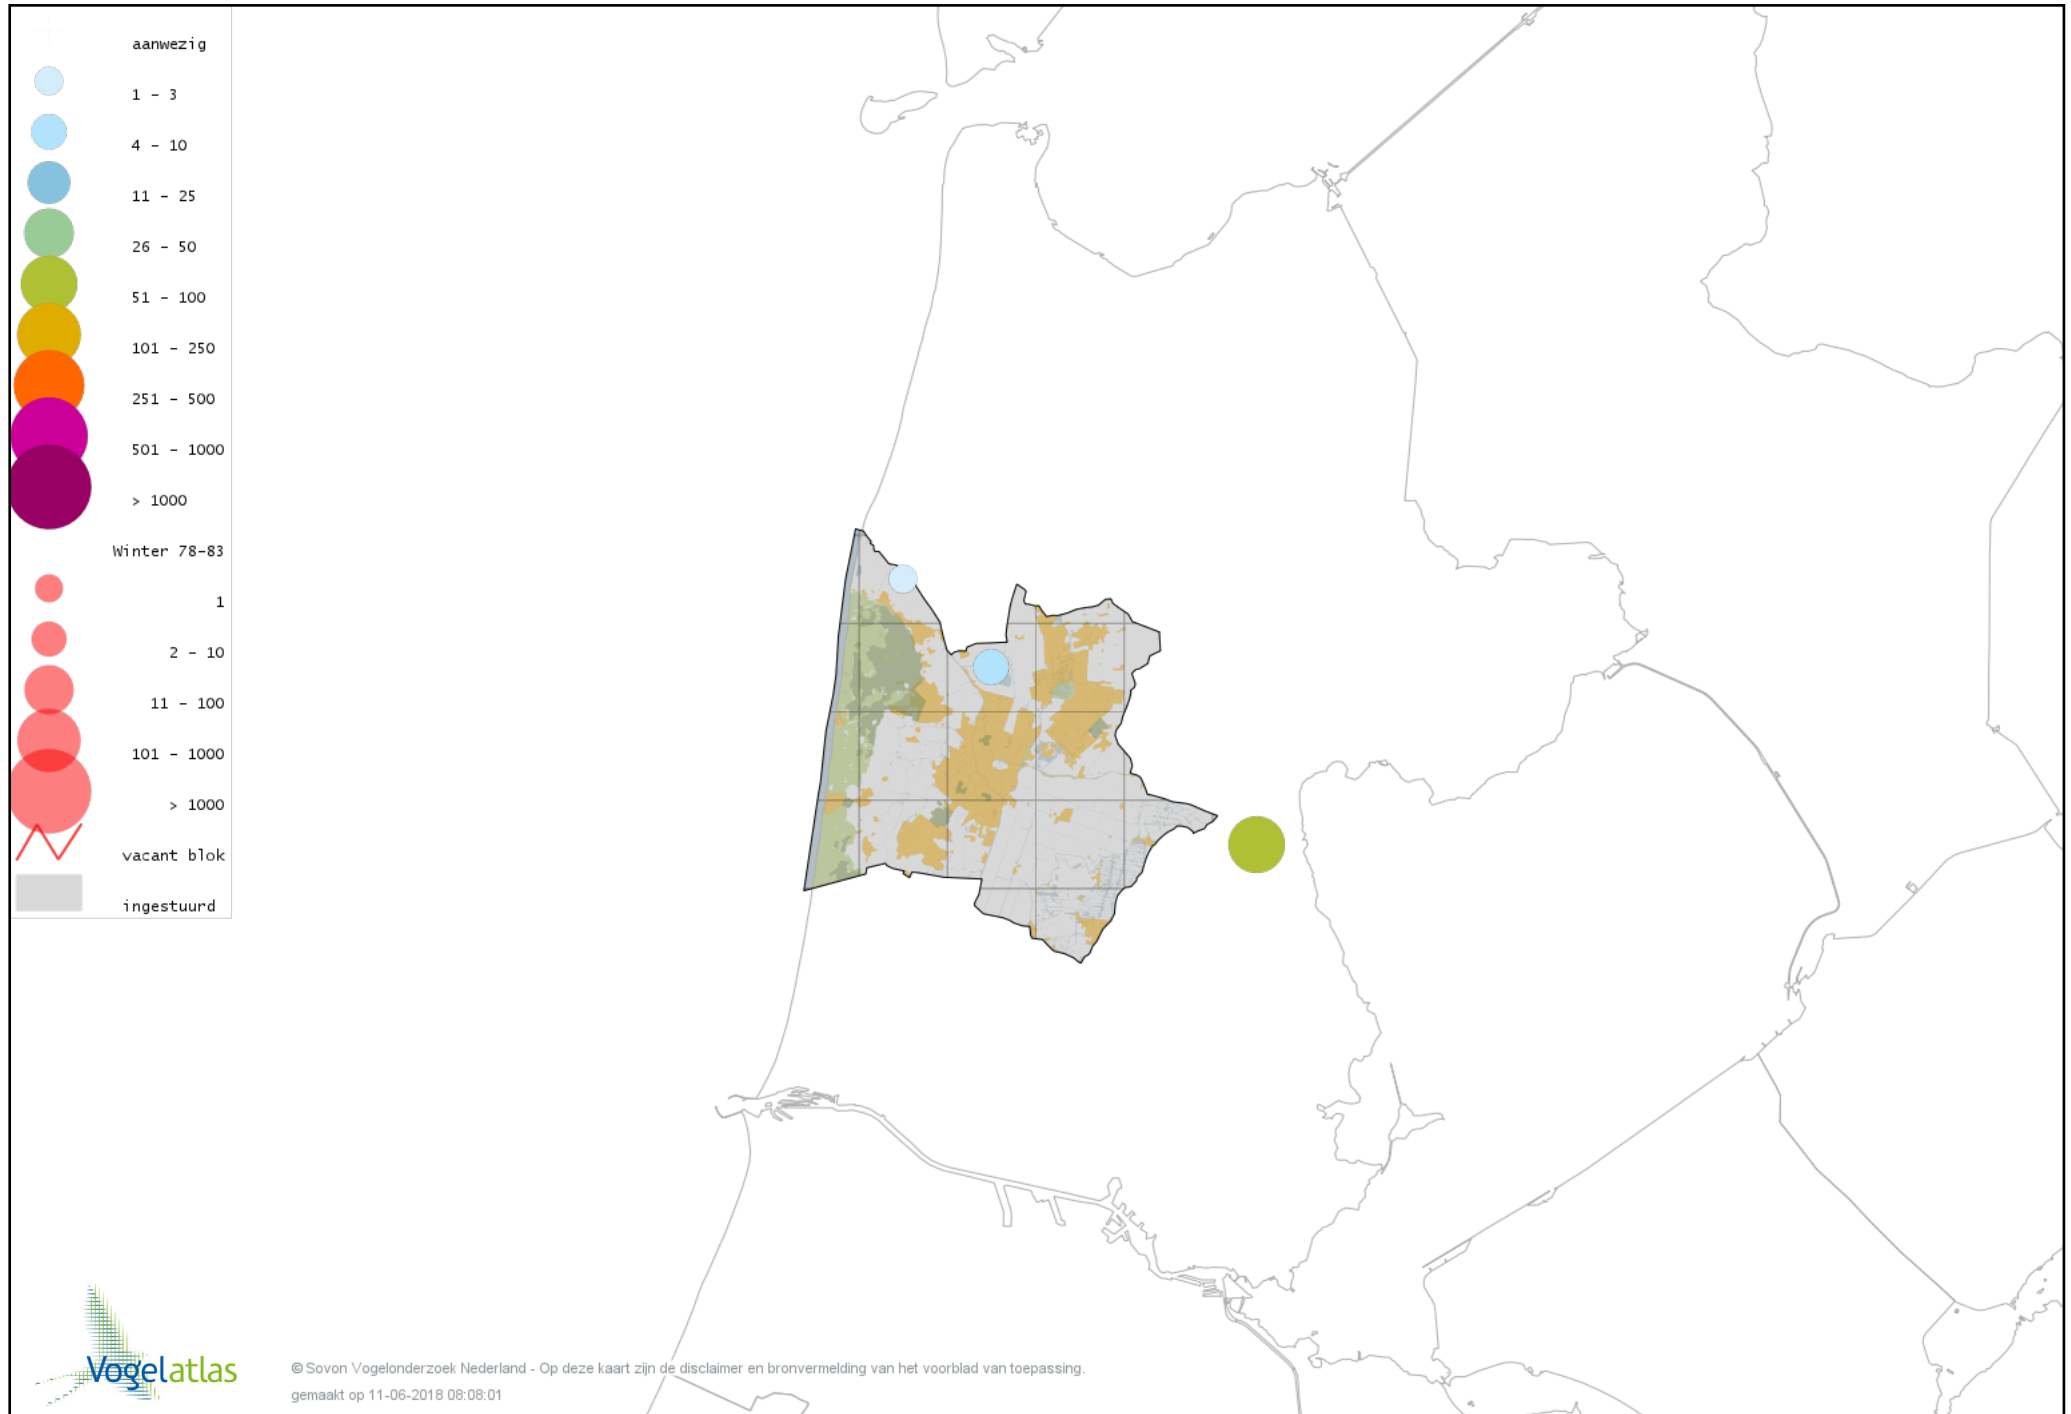 aanwezig
1 - 3
4 - 10
11 - 25
26 - 50
51 - 100
101 - 250
251 - 500
501 - 1000
> 1000
Winter 78-83
1
2 - 10
11 - 100
101 - 1000
> 1000
vacant blok
ingestuurd
Vogelatlas
© Sovon Vogelonderzoek Nederland - Op deze kaart zijn de disclaimer en bronvermelding van het voorblad van toepassing.
gemaakt op 11-06-2018 08:08:01